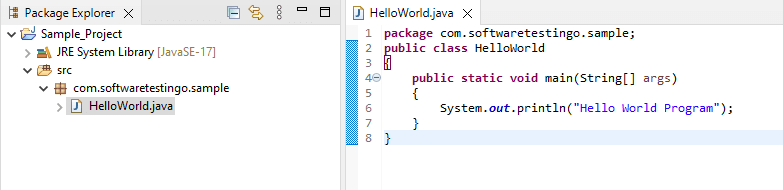 Package Explorer
Sample_Project
JRE System Library [JavaSE-17]
src
com.softwaretestingo.sample
HelloWorld.java
HelloWorld.java
1 package com.softwaretestingo.sample;
2 public class HelloWorld
3 {
4 public static void main(String[] args)
5 {
6 System.out.println("Hello World Program");
7 }
8 }